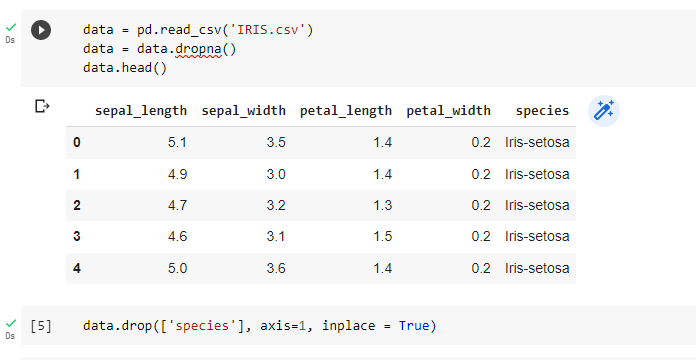 data = pd.read_csv('IRIS.csv')
0s
data = data.dropna()
data.head()
sepal_length sepal_width petal_length petal_width species
0 5.1 3.5 1.4 0.2 Iris-setosa
1 4.9 3.0 1.4 0.2 Iris-setosa
2 4.7 3.2 1.3 0.2 Iris-setosa
3 4.6 3.1 1.5 0.2 Iris-setosa
4 5.0 3.6 1.4 0.2 Iris-setosa
[5] data.drop(['species'], axis=1, inplace = True)
0s